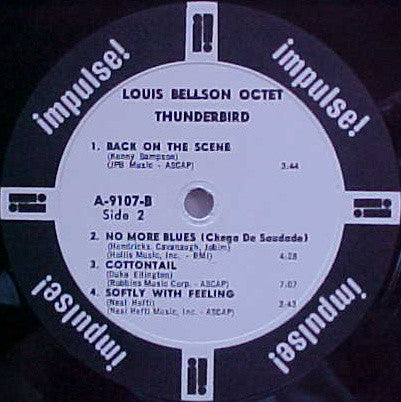 impulse!
impulse!
LOUIS BELLSON OCTET
THUNDERBIRD
1. BACK ON THE SCENE
(Kenny Sampson)
(JPB Music - ASCAP) 3:44
A-9107-B
Side 2
2. NO MORE BLUES (Chega De Saudade)
(Hendricks, Cavanaugh, Jobim)
(Hollis Music, Inc. - BMI) 4:28
3. COTTONTAIL
(Duke Ellington)
(Robbins Music Corp. - ASCAP) 7:07
4. SOFTLY WITH FEELING
(Neal Hefti) 3:43
(Neal Hefti Music, Inc. - ASCAP)
impulse!
impulse!